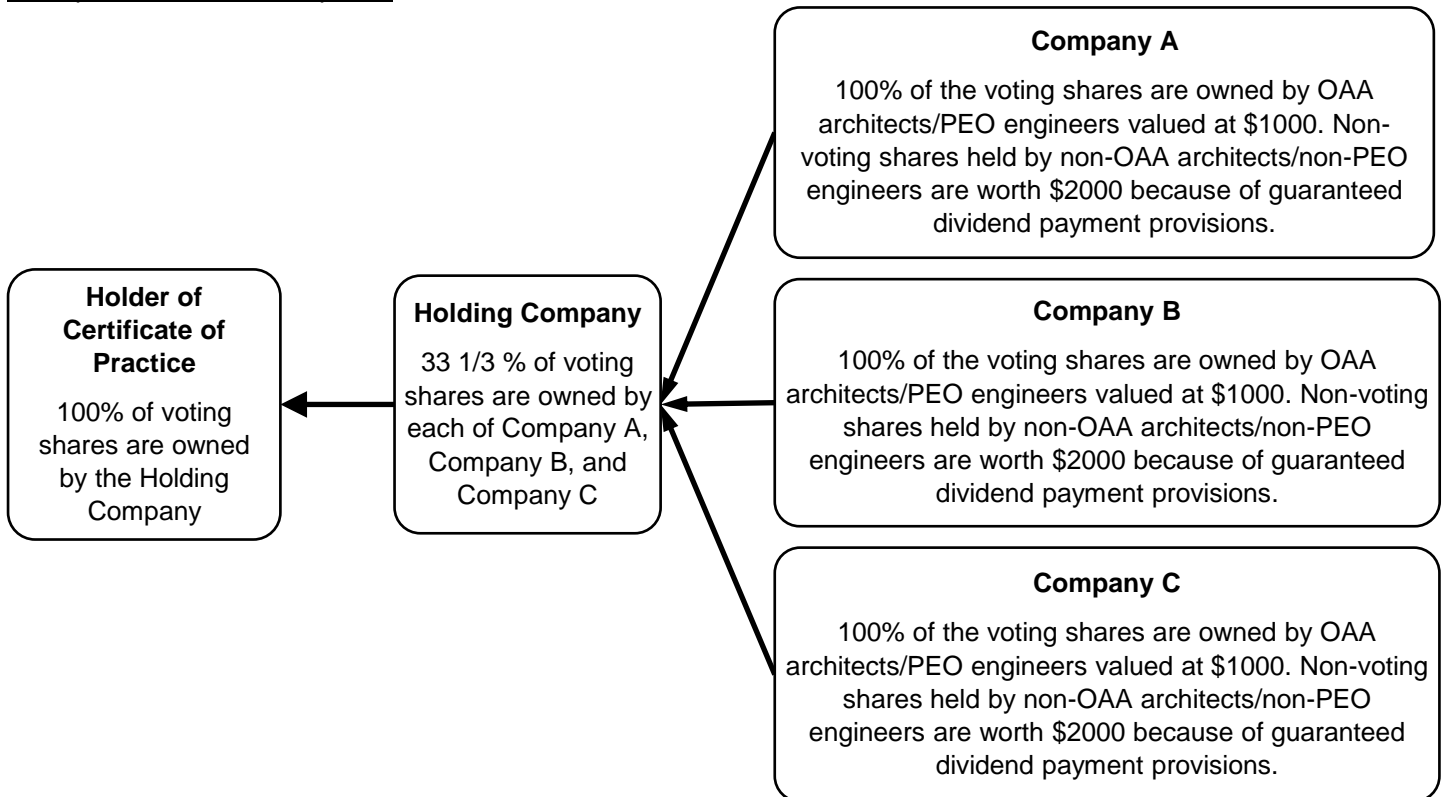 Holder of
Certificate of
Practice
100% of voting
shares are owned
by the Holding
Company
Holding Company
33 1/3 % of voting
shares are owned by
each of Company A,
Company B, and
Company C
Company A
100% of the voting shares are owned by OAA
architects/PEO engineers valued at $1000. Non-
voting shares held by non-OAA architects/non-PEO
engineers are worth $2000 because of guaranteed
dividend payment provisions.
Company B
100% of the voting shares are owned by OAA
architects/PEO engineers valued at $1000. Non-voting
shares held by non-OAA architects/non-PEO
engineers are worth $2000 because of guaranteed
dividend payment provisions.
Company C
100% of the voting shares are owned by OAA
architects/PEO engineers valued at $1000. Non-voting
shares held by non-OAA architects/non-PEO
engineers are worth $2000 because of guaranteed
dividend payment provisions.